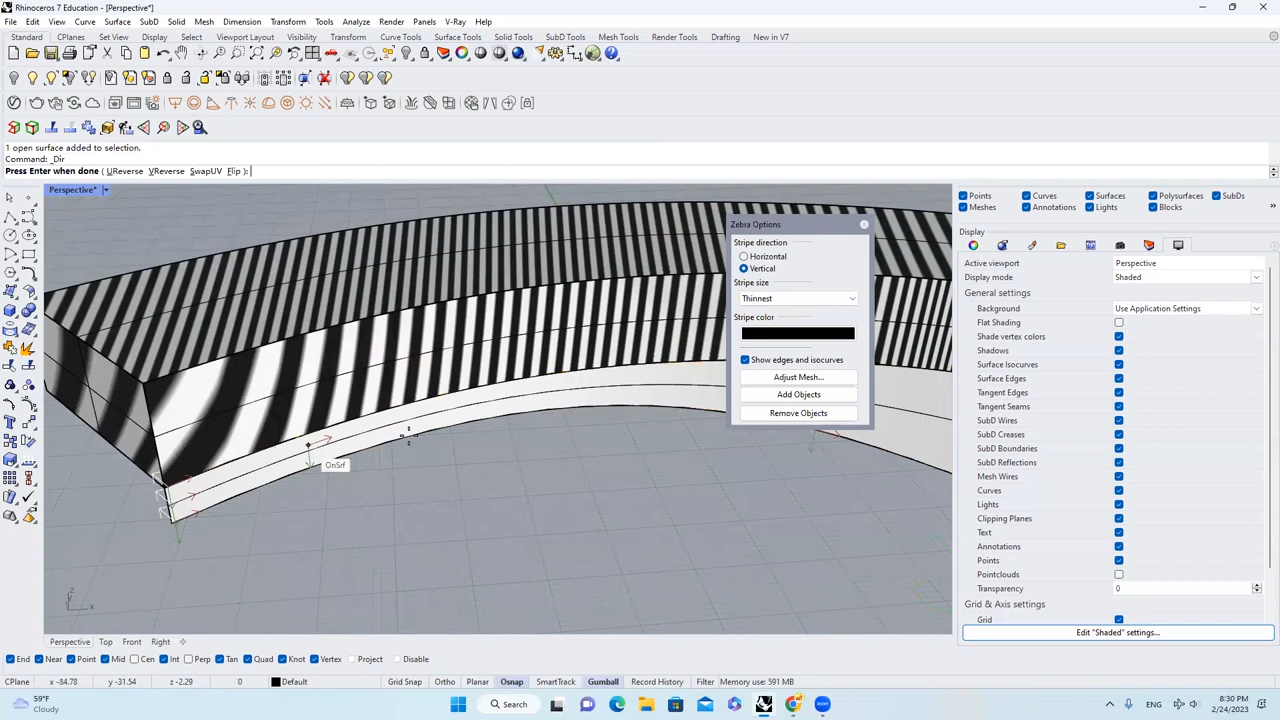 Rhinoceros 7 Education - [Perspective*]
File Edit View Curve Surface SubD Solid Mesh Dimension Transform Tools Analyze Render Panels V-Ray Help
Standard CPlanes Set View Display Select Viewport Layout Visibility Transform Curve Tools Surface Tools Solid Tools SubD Tools Mesh Tools Render Tools Drafting New in V7
1 open surface added to selection.
Command: _Dir
Press Enter when done ( UReverse VReverse SwapUV Flip ):
Perspective*
OnSrf
z
x
Zebra Options
Stripe direction
Horizontal
Vertical
Stripe size
Thinnest
Stripe color
Show edges and isocurves
Adjust Mesh...
Add Objects
Remove Objects
Points Curves Surfaces Polysurfaces SubDs
Meshes Annotations Lights Blocks
Display
Active viewport Perspective
Display mode Shaded
General settings
Background Use Application Settings
Flat Shading
Shade vertex colors
Shadows
Surface Isocurves
Surface Edges
Tangent Edges
Tangent Seams
SubD Wires
SubD Creases
SubD Boundaries
SubD Reflections
Mesh Wires
Curves
Lights
Clipping Planes
Text
Annotations
Points
Pointclouds
Transparency 0
Grid & Axis settings
Grid
Edit "Shaded" settings...
Perspective Top Front Right
End Near Point Mid Cen Int Perp Tan Quad Knot Vertex Project Disable
CPlane x -84.78 y -31.54 z -2.29 0 Default Grid Snap Ortho Planar Osnap SmartTrack Gumball Record History Filter Memory use: 591 MB
59°F
Cloudy
Search
ENG
8:30 PM
2/24/2023